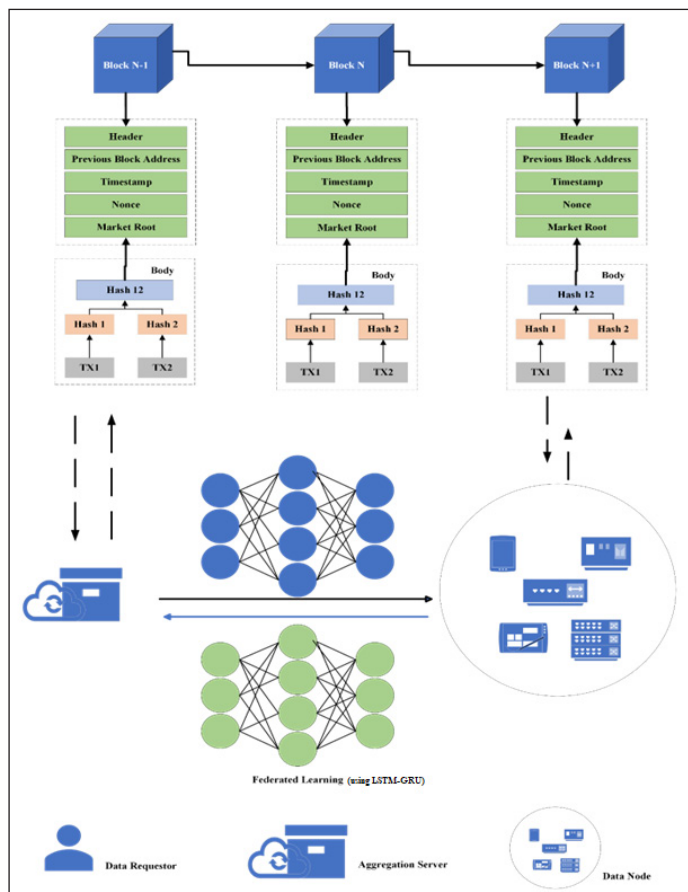 Block N-1
Block N
Block N+1
Header
Header
Header
Previous Block Address
Previous Block Address
Previous Block Address
Timestamp
Timestamp
Timestamp
Nonce
Nonce
Nonce
Market Root
Market Root
Market Root
Body
Body
Body
Hash 12
Hash 12
Hash 12
Hash 1
Hash 2
Hash 1
Hash 2
Hash 1
Hash 2
TX1
TX2
TX1
TX2
TX1
TX2
Federated Learning (using LSTM-GRU)
Data Requestor
Aggregation Server
Data Node